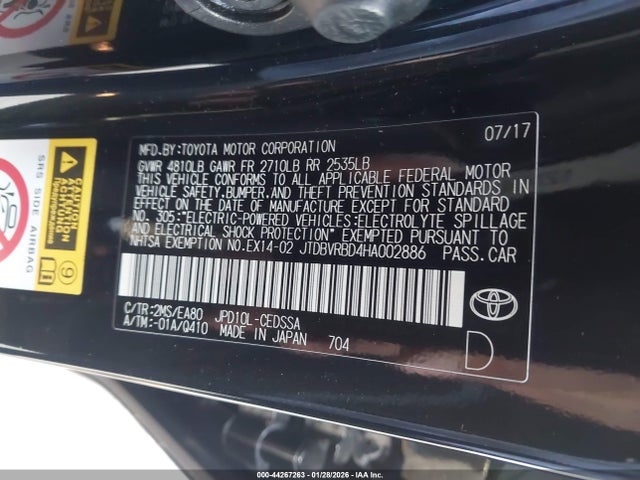 07/17
MFD.BY:TOYOTA MOTOR CORPORATION
GVWR 4810LB GAWR FR 2710LB RR 2535LB
THIS VEHICLE CONFORMS TO ALL APPLICABLE FEDERAL MOTOR
VEHICLE SAFETY,BUMPER,AND THEFT PREVENTION STANDARDS IN
EFFECT ON THE DATE OF MANUFACTURE EXCEPT FOR STANDARD
NO. 305:"ELECTRIC-POWERED VEHICLES:ELECTROLYTE SPILLAGE
AND ELECTRICAL SHOCK PROTECTION" EXEMPTED PURSUANT TO
NHTSA EXEMPTION NO.EX14-02 JTDBVRBD4HA002886 PASS.CAR
C/TR:2MS/EA80 JPD10L-CEDSSA
A/TM:-01A/Q410 MADE IN JAPAN 704
TOYOTA
D
SRS SIDE AIRBAG
9
000-44267263 | 01/28/2026 | IAA Inc.